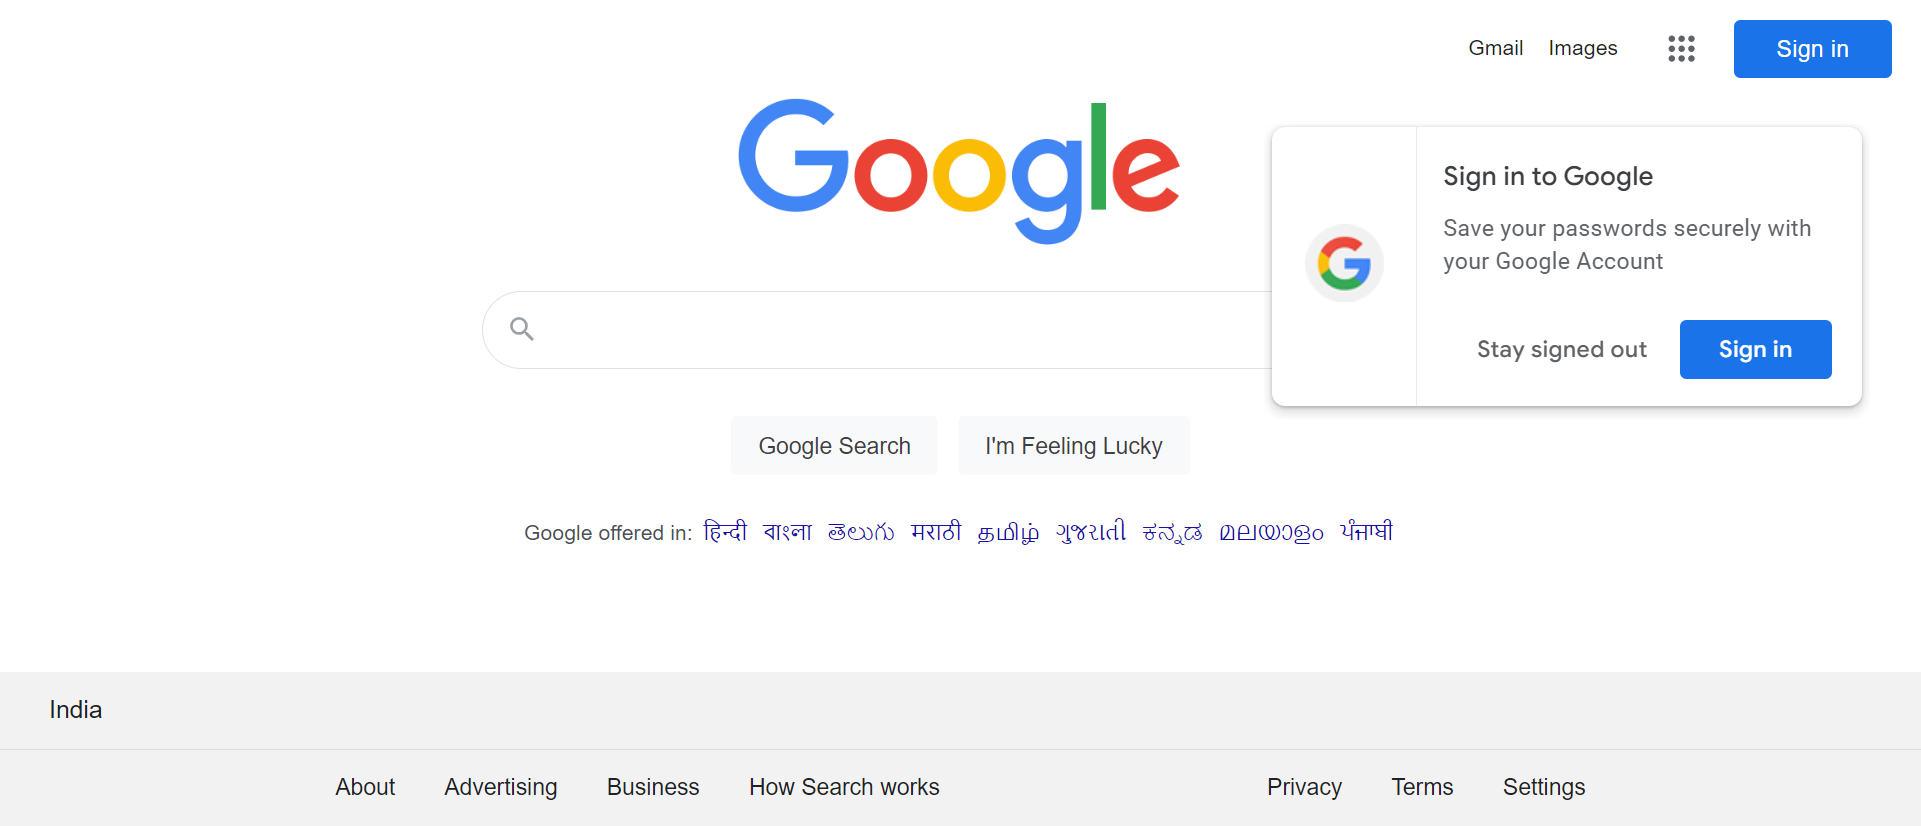 Gmail Images Sign in
Google
Sign in to Google
Save your passwords securely with
your Google Account
Stay signed out Sign in
Google Search I'm Feeling Lucky
Google offered in: हिन्दी বাংলা తెలుగు मराठी தமிழ் ગુજરાતી ಕನ್ನಡ മലയാളം ਪੰਜਾਬੀ
India
About Advertising Business How Search works Privacy Terms Settings